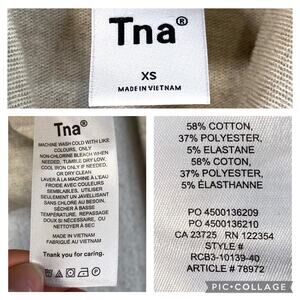 Tna®
XS
MADE IN VIETNAM
Tna®
MACHINE WASH COLD WITH LIKE
COLOURS, ONLY
NON-CHLORINE BLEACH WHEN
NEEDED, TUMBLE DRY LOW.
COOL IRON ONLY IF NEEDED,
OR DRY CLEAN
LAVER À LA MACHINE À L'EAU
FROIDE AVEC COULEURS
SEMBLABLES, UTILISER
SEULEMENT UN JAVELLISANT
SANS CHLORE AU BESOIN,
SÉCHER À BASSE
TEMPÉRATURE, REPASSAGE
DOUX SI NÉCESSAIRE, OU
NETTOYER À SEC
MADE IN VIETNAM
FABRIQUÉ AU VIETNAM
Thank you for caring.
58% COTTON,
37% POLYESTER,
5% ELASTANE
58% COTON,
37% POLYESTER,
5% ÉLASTHANNE
PO 4500136209
PO 4500136210
CA 23725 RN 122354
STYLE #
RCB3-10139-40
ARTICLE # 78972
PIC•COLLAGE